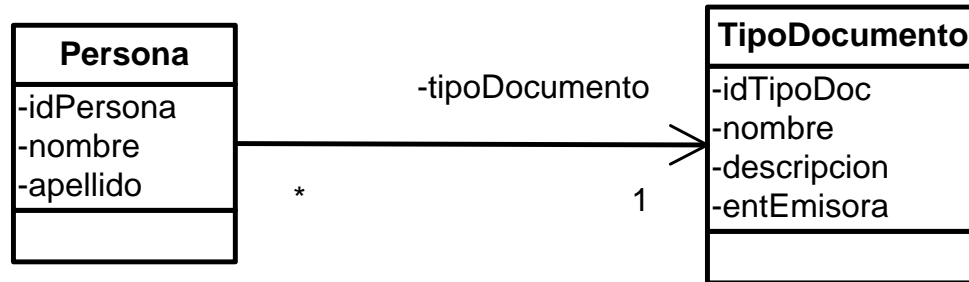 Persona
-idPersona
-nombre
-apellido
-tipoDocumento
*
1
TipoDocumento
-idTipoDoc
-nombre
-descripcion
-entEmisora